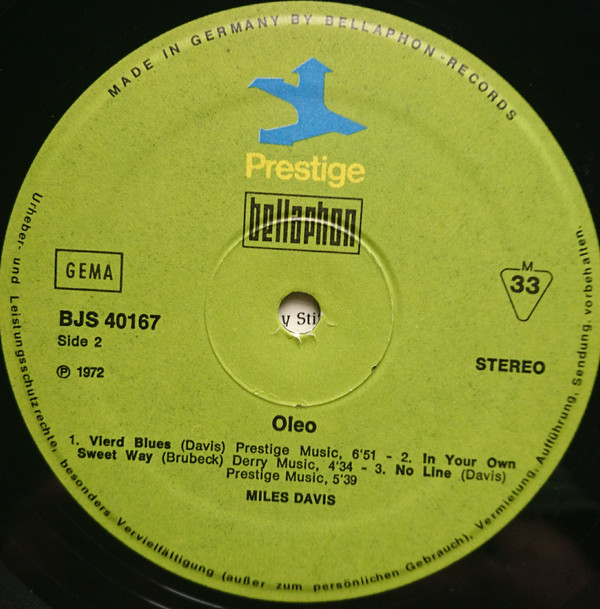 MADE IN GERMANY BY BELLAPHON-RECORDS
Prestige
bellaphon
GEMA
M
33
BJS 40167
Side 2
y Sti
STEREO
℗ 1972
Oleo
1. Vierd Blues (Davis) Prestige Music, 6'51 - 2. In Your Own
Sweet Way (Brubeck) Derry Music, 4'34 - 3. No Line (Davis)
Prestige Music, 5'39
MILES DAVIS
Urheber- und Leistungsschutzrechte, besonders Vervielfältigung (außer zum persönlichen Gebrauch), Vermietung, Aufführung, Sendung, vorbehalten.